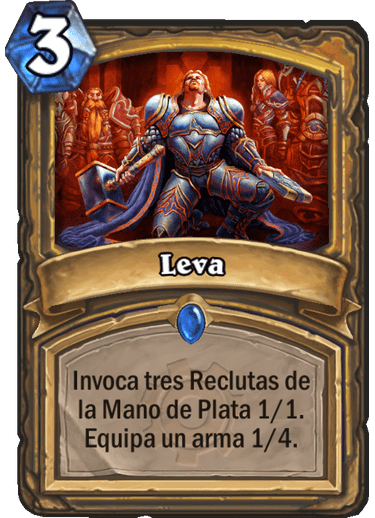 3
Leva
Invoca tres Reclutas de
la Mano de Plata 1/1.
Equipa un arma 1/4.